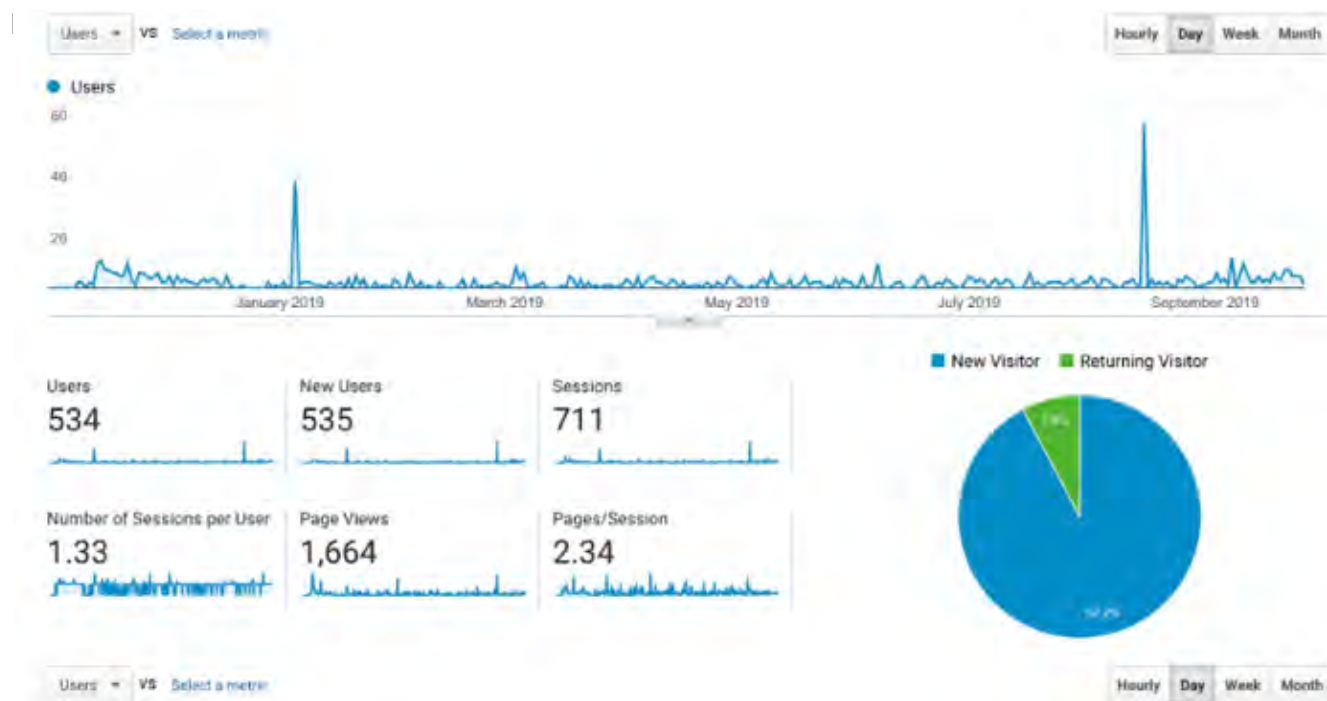 Users VS Select a metric Hourly Day Week Month
Users
60
40
20
January 2019 March 2019 May 2019 July 2019 September 2019
New Visitor Returning Visitor
Users New Users Sessions
534 535 711
Number of Sessions per User Page Views Pages/Session
1.33 1,664 2.34
Users VS Select a metric Hourly Day Week Month